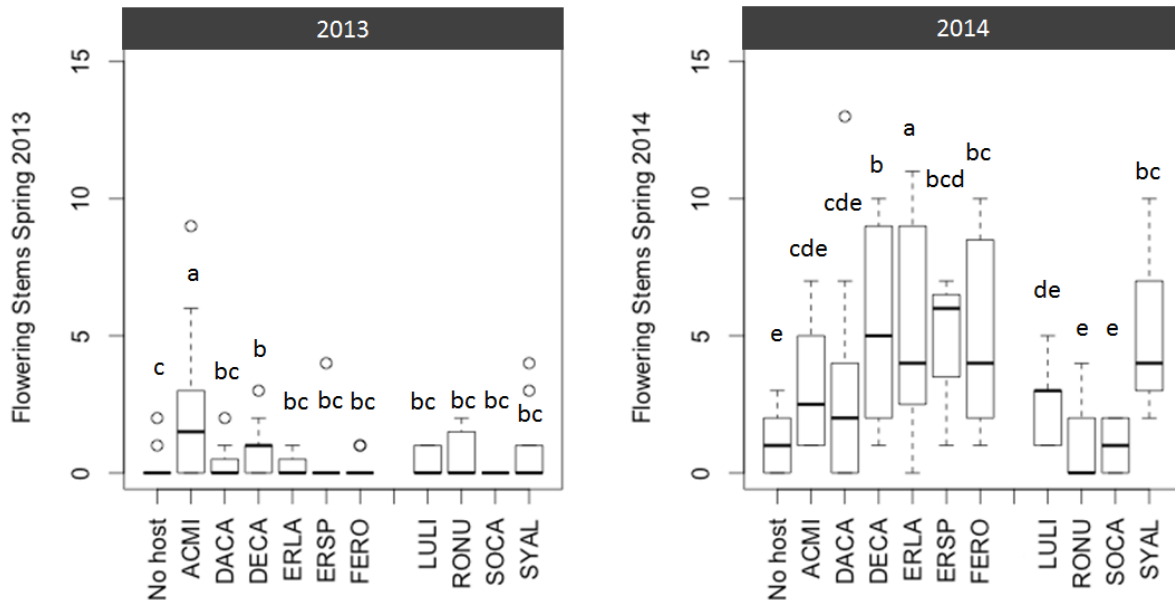 2013
Flowering Stems Spring 2013
15
10
5
0
c
a
bc
b
bc
bc
bc
bc
bc
bc
bc
No host
ACMI
DACA
DECA
ERLA
ERSP
FERO
LULI
RONU
SOCA
SYAL
2014
Flowering Stems Spring 2014
15
10
5
0
e
cde
cde
b
a
bcd
bc
de
e
e
bc
No host
ACMI
DACA
DECA
ERLA
ERSP
FERO
LULI
RONU
SOCA
SYAL